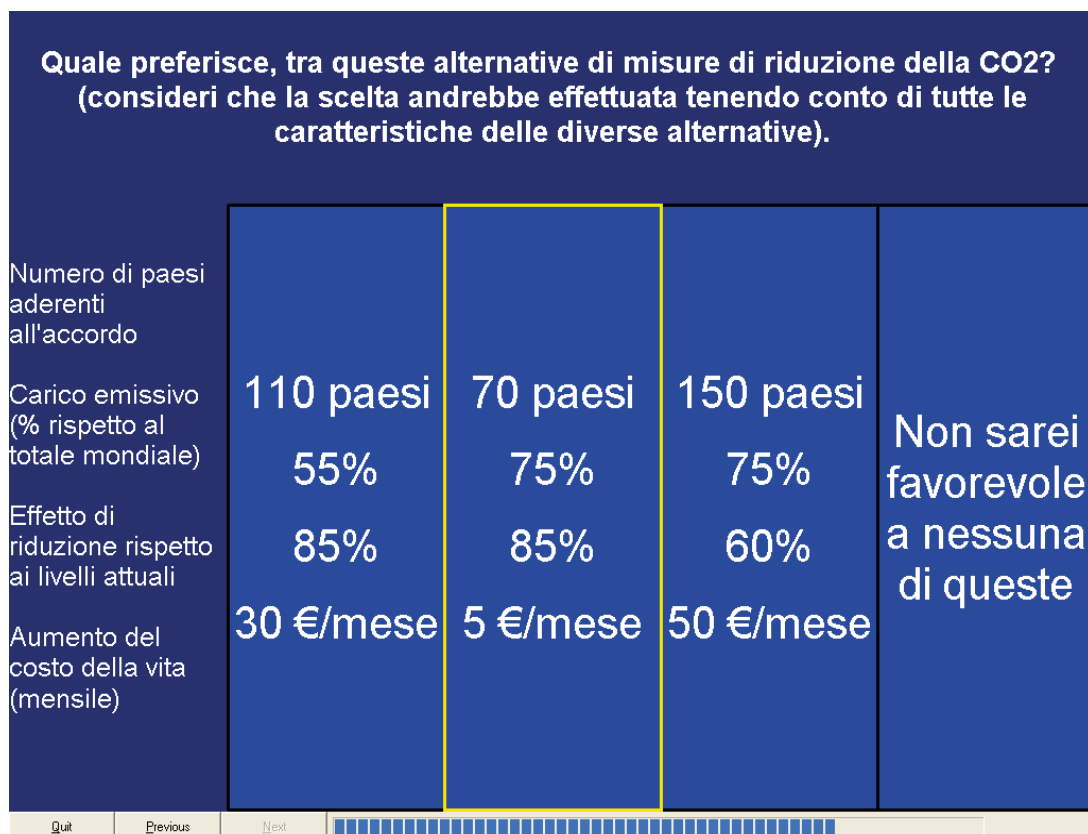 Quale preferisce, tra queste alternative di misure di riduzione della CO2?
(consideri che la scelta andrebbe effettuata tenendo conto di tutte le
caratteristiche delle diverse alternative).
Numero di paesi
aderenti
all'accordo
Carico emissivo
(% rispetto al
totale mondiale)
Effetto di
riduzione rispetto
ai livelli attuali
Aumento del
costo della vita
(mensile)
110 paesi
55%
85%
30 €/mese
70 paesi
75%
85%
5 €/mese
150 paesi
75%
60%
50 €/mese
Non sarei
favorevole
a nessuna
di queste
Quit
Previous
Next